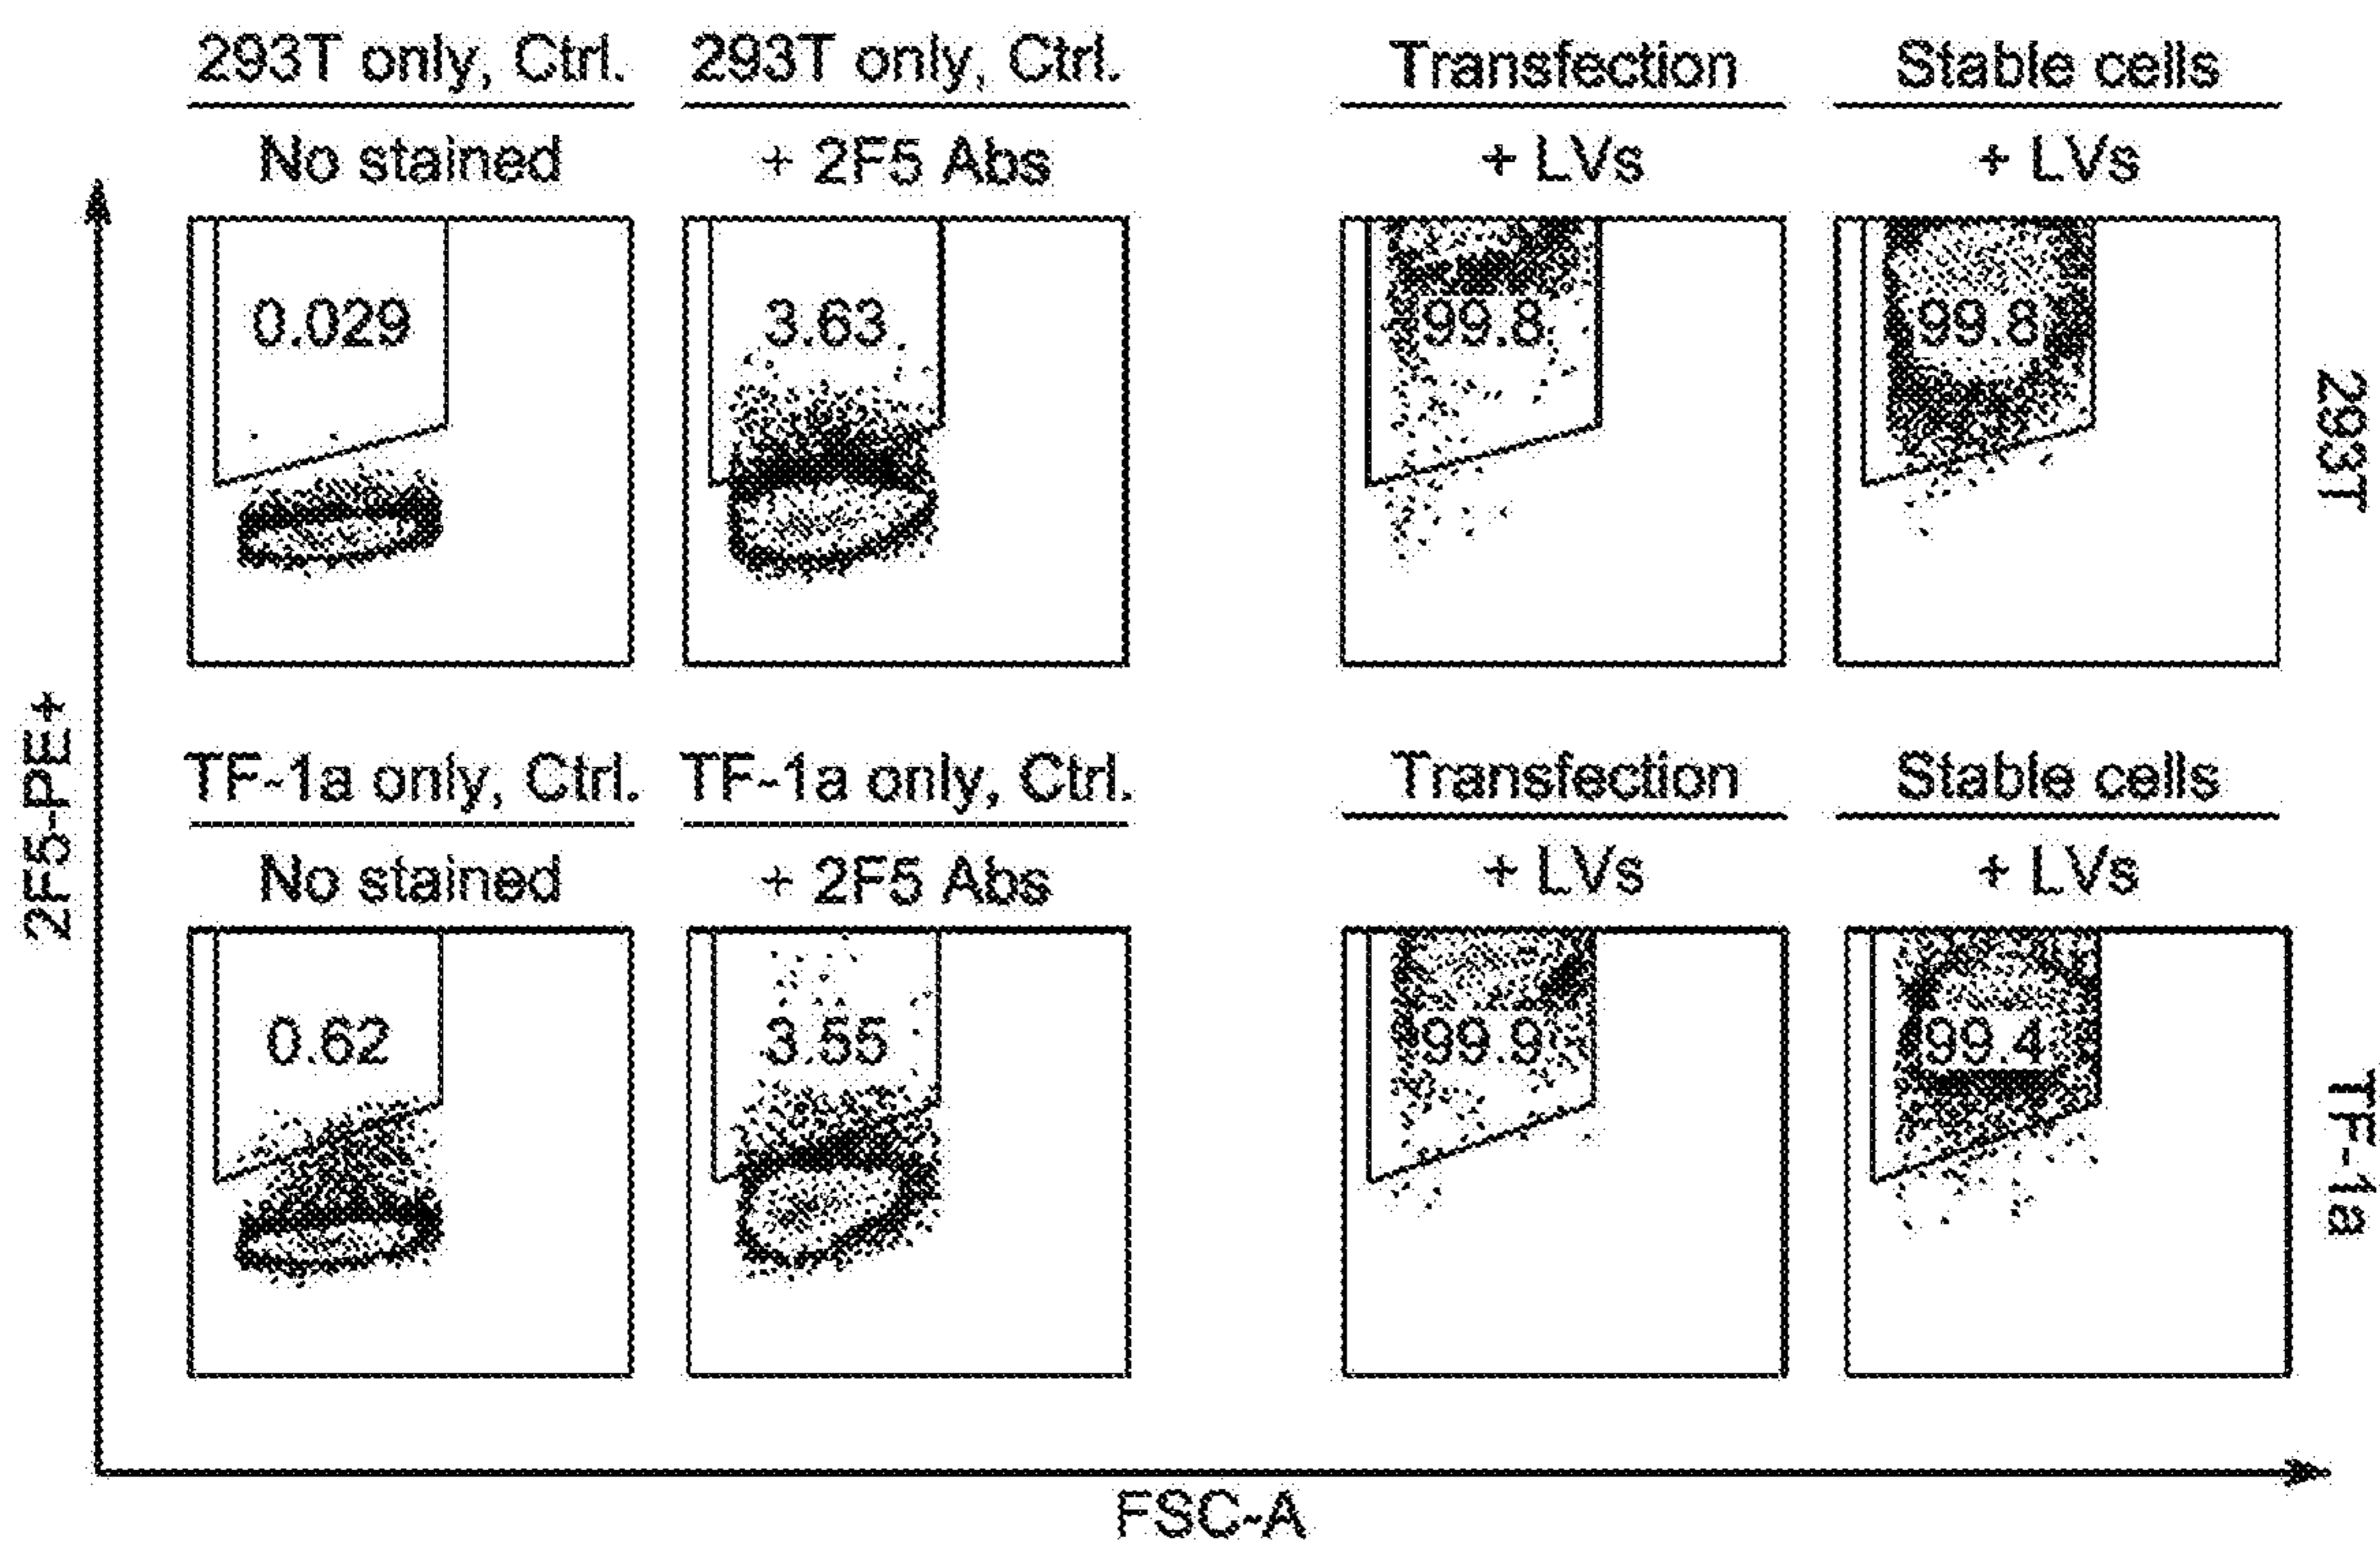 293T only, Ctrl.
293T only, Ctrl.
Transfection
Stable cells
No stained
+ 2F5 Abs
+ LVs
+ LVs
0.029
3.63
99.8
99.8
293T
2F5-PE+
TF-1a only, Ctrl.
TF-1a only, Ctrl.
Transfection
Stable cells
No stained
+ 2F5 Abs
+ LVs
+ LVs
0.62
3.55
99.9
99.4
TF-1a
FSC-A